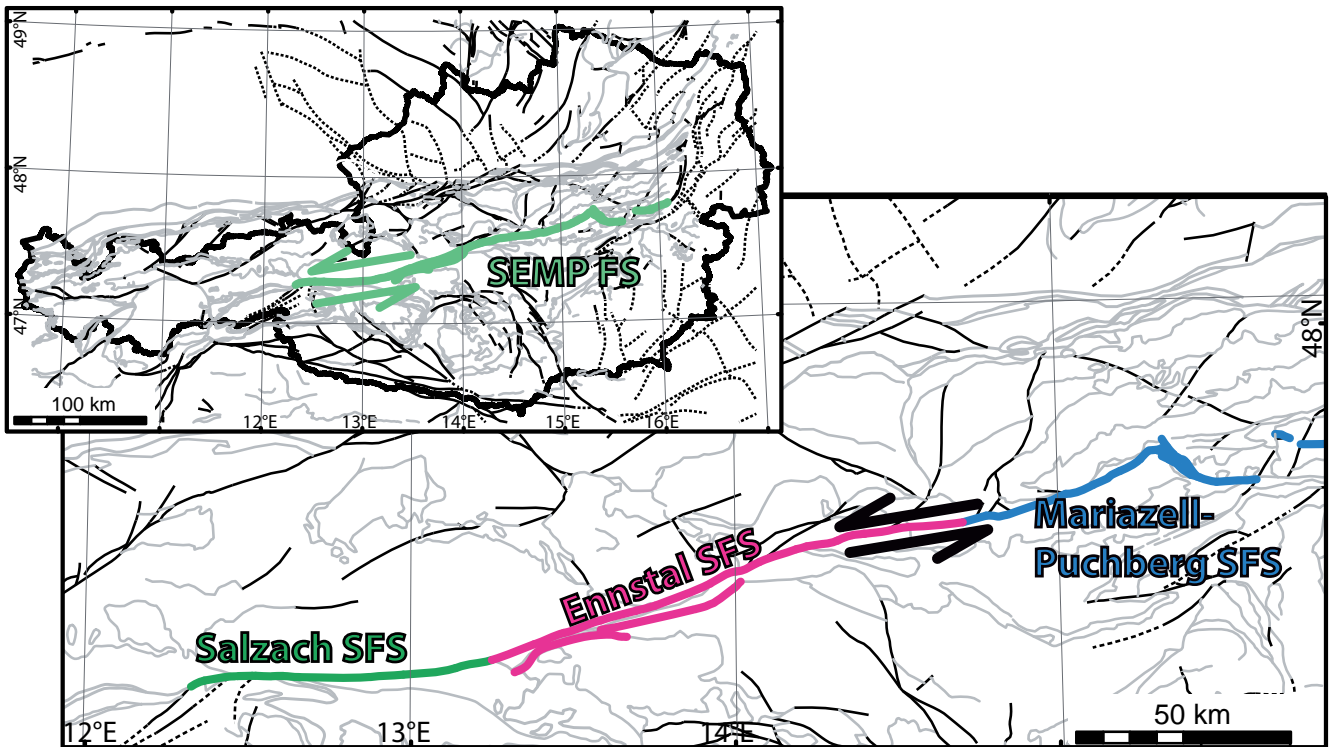 49°N
48°N
47°N
SEMP FS
100 km
12°E
13°E
14°E
15°E
16°E
48°N
Mariazell-
Puchberg SFS
Ennstal SFS
Salzach SFS
12°E
13°E
14°E
50 km